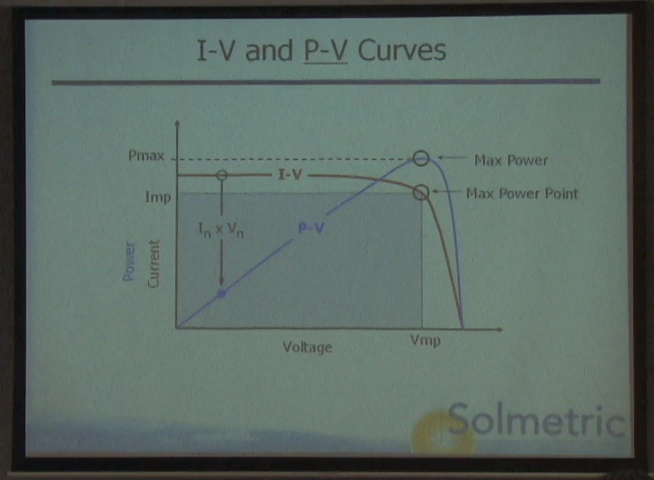 I-V and P-V Curves
Pmax
Max Power
I-V
Imp
Max Power Point
In x Vn
P-V
Power
Current
Voltage
Vmp
Solmetric